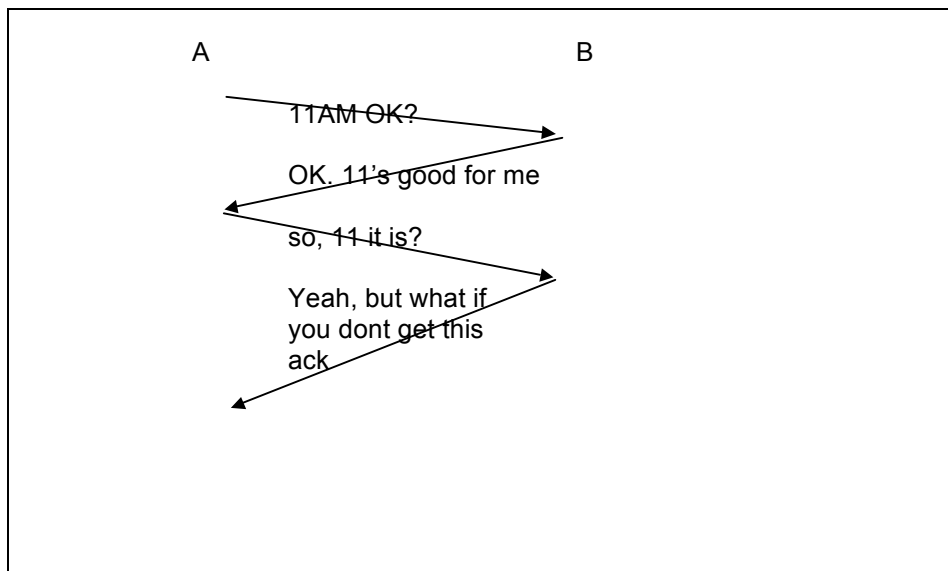 A B
11AM OK?
OK. 11’s good for me
so, 11 it is?
Yeah, but what if
you dont get this
ack